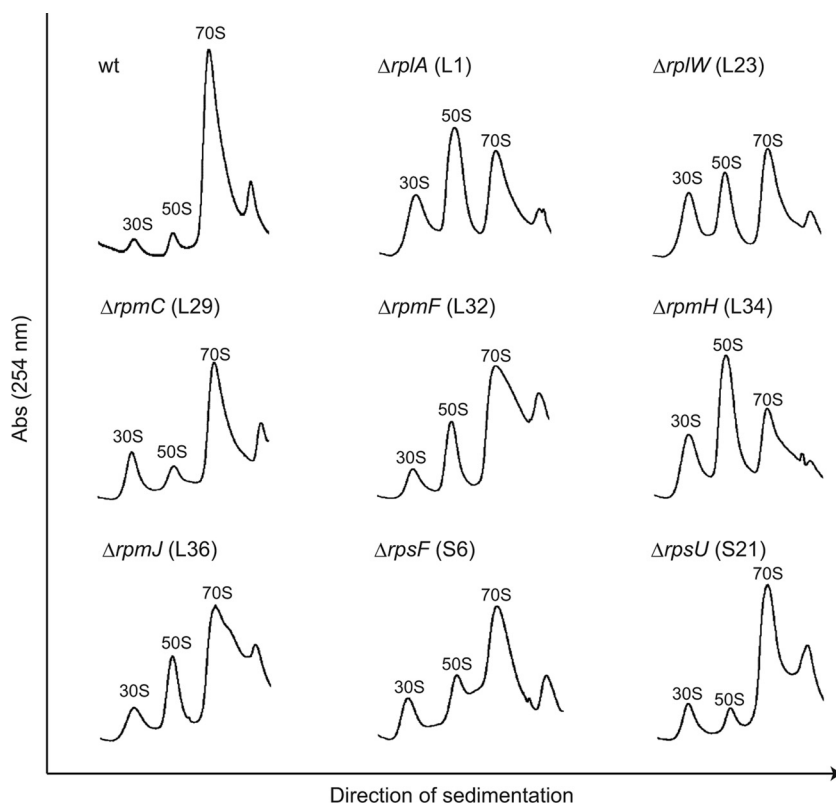 wt
30S
50S
70S
ΔrplA (L1)
30S
50S
70S
ΔrplW (L23)
30S
50S
70S
ΔrpmC (L29)
30S
50S
70S
ΔrpmF (L32)
30S
50S
70S
ΔrpmH (L34)
30S
50S
70S
ΔrpmJ (L36)
30S
50S
70S
ΔrpsF (S6)
30S
50S
70S
ΔrpsU (S21)
30S
50S
70S
Abs (254 nm)
Direction of sedimentation